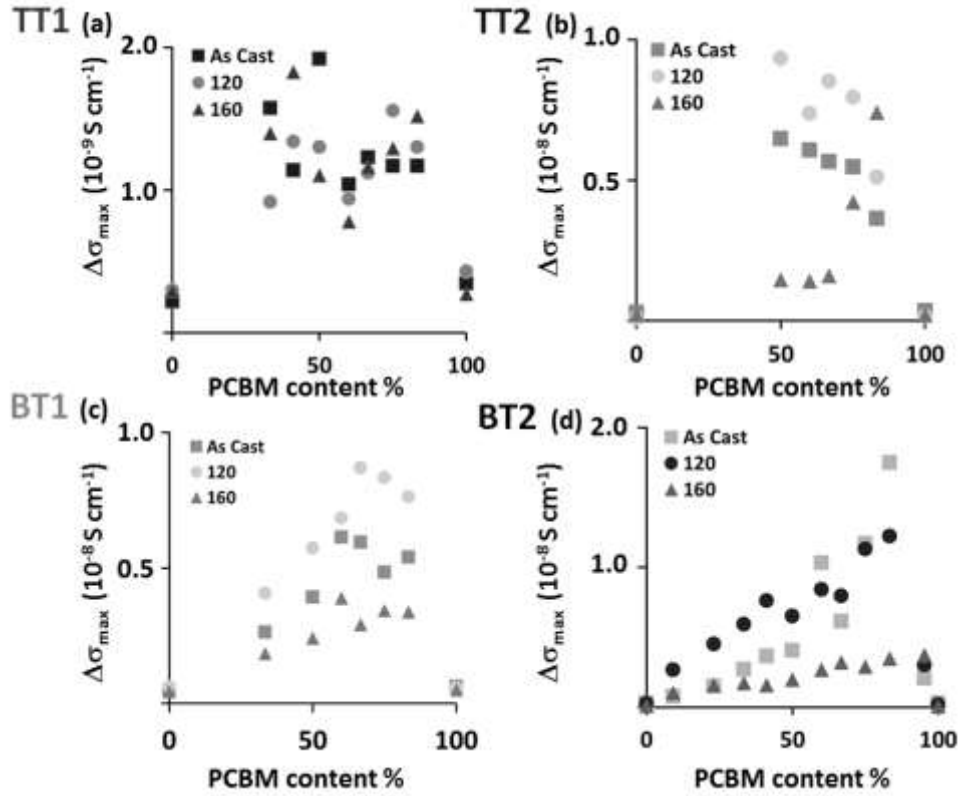 TT1 (a)
2.0
1.0
Δσmax (10⁻⁹ S cm⁻¹)
As Cast
120
160
0 50 100
PCBM content %
TT2 (b)
1.0
0.5
Δσmax (10⁻⁸ S cm⁻¹)
As Cast
120
160
0 50 100
PCBM content %
BT1 (c)
1.0
0.5
Δσmax (10⁻⁸ S cm⁻¹)
As Cast
120
160
0 50 100
PCBM content %
BT2 (d)
2.0
1.0
Δσmax (10⁻⁸ S cm⁻¹)
As Cast
120
160
0 50 100
PCBM content %